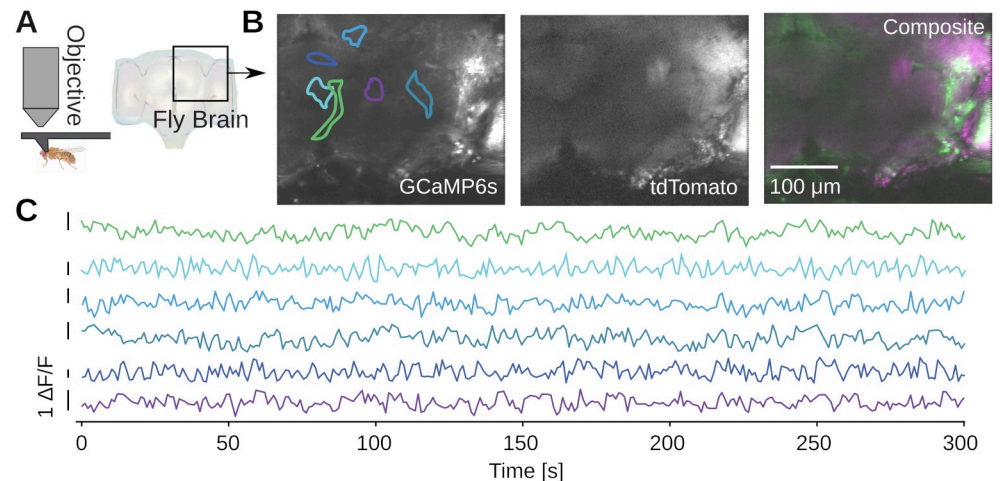 A
Objective
Fly Brain
B
GCaMP6s
tdTomato
Composite
100 µm
C
1 ΔF/F
0 50 100 150 200 250 300
Time [s]